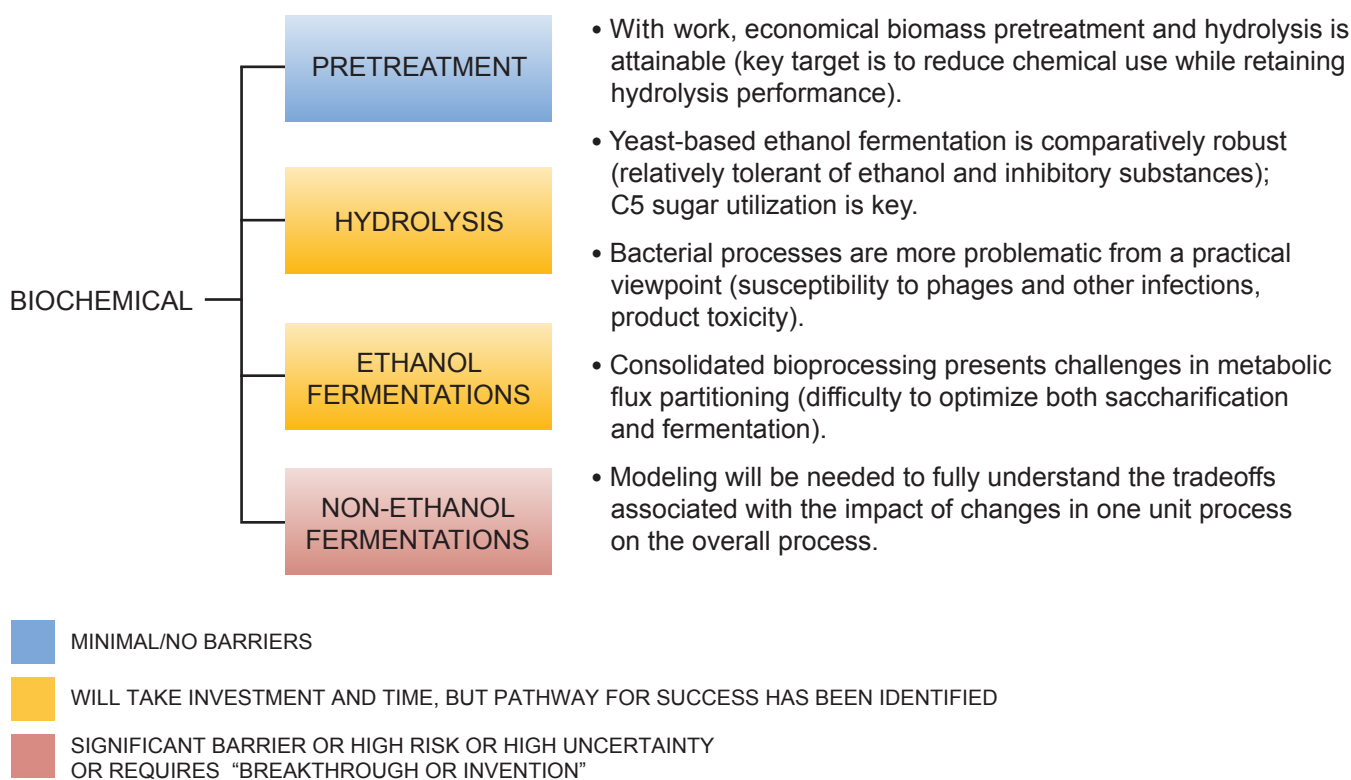 BIOCHEMICAL
PRETREATMENT
HYDROLYSIS
ETHANOL
FERMENTATIONS
NON-ETHANOL
FERMENTATIONS
• With work, economical biomass pretreatment and hydrolysis is
attainable (key target is to reduce chemical use while retaining
hydrolysis performance).
• Yeast-based ethanol fermentation is comparatively robust
(relatively tolerant of ethanol and inhibitory substances);
C5 sugar utilization is key.
• Bacterial processes are more problematic from a practical
viewpoint (susceptibility to phages and other infections,
product toxicity).
• Consolidated bioprocessing presents challenges in metabolic
flux partitioning (difficulty to optimize both saccharification
and fermentation).
• Modeling will be needed to fully understand the tradeoffs
associated with the impact of changes in one unit process
on the overall process.
MINIMAL/NO BARRIERS
WILL TAKE INVESTMENT AND TIME, BUT PATHWAY FOR SUCCESS HAS BEEN IDENTIFIED
SIGNIFICANT BARRIER OR HIGH RISK OR HIGH UNCERTAINTY
OR REQUIRES “BREAKTHROUGH OR INVENTION”